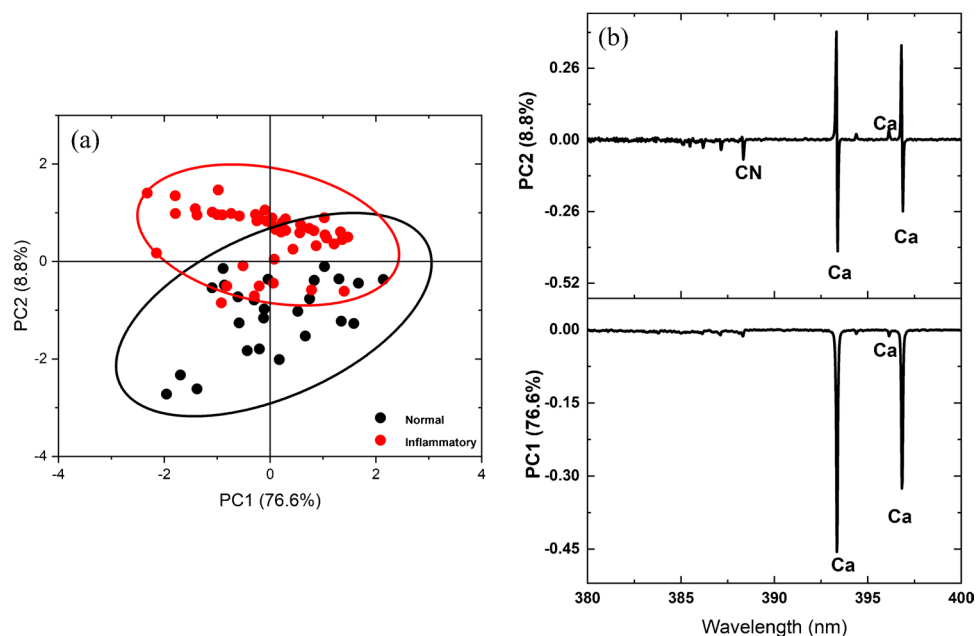 (a)
2
0
-2
-4
PC2 (8.8%)
-4
-2
0
2
4
PC1 (76.6%)
Normal
Inflammatory
(b)
0.26
0.00
-0.26
-0.52
PC2 (8.8%)
CN
Ca
Ca
Ca
0.00
-0.15
-0.30
-0.45
PC1 (76.6%)
Ca
Ca
Ca
380
385
390
395
400
Wavelength (nm)